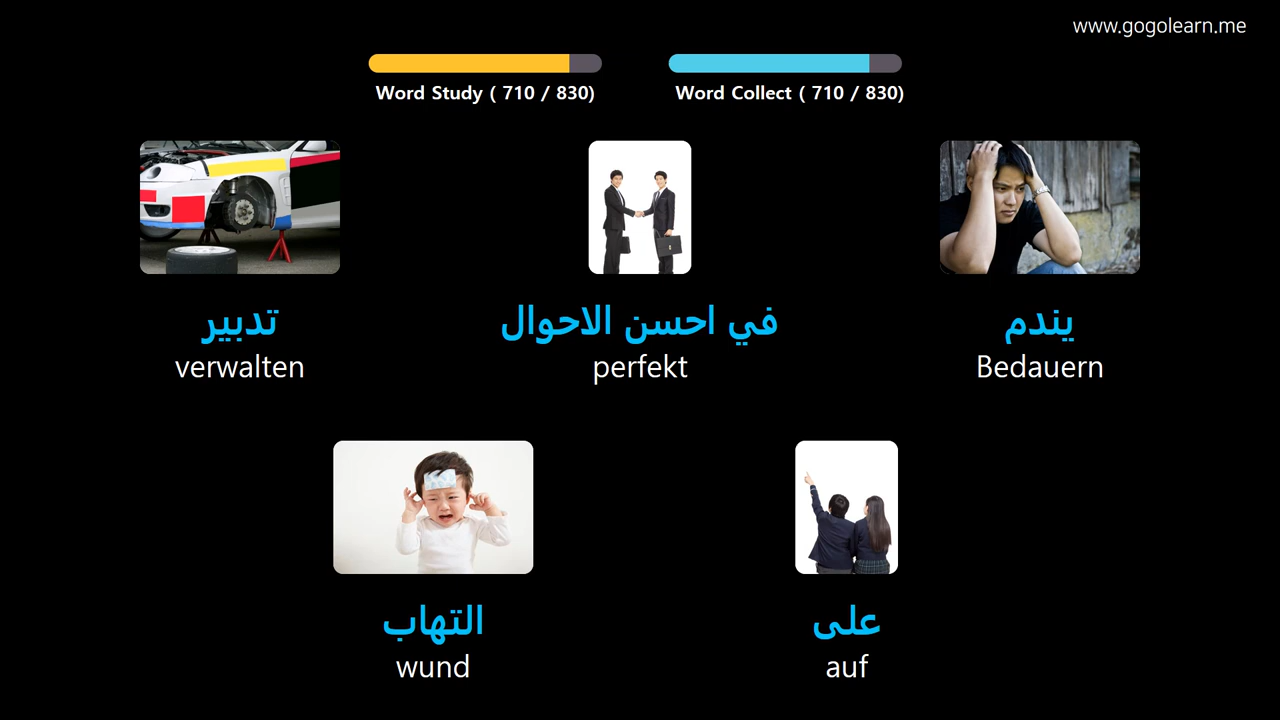 www.gogolearn.me
Word Study ( 710 / 830)
Word Collect ( 710 / 830)
تدبير
verwalten
في احسن الاحوال
perfekt
يندم
Bedauern
التهاب
wund
على
auf